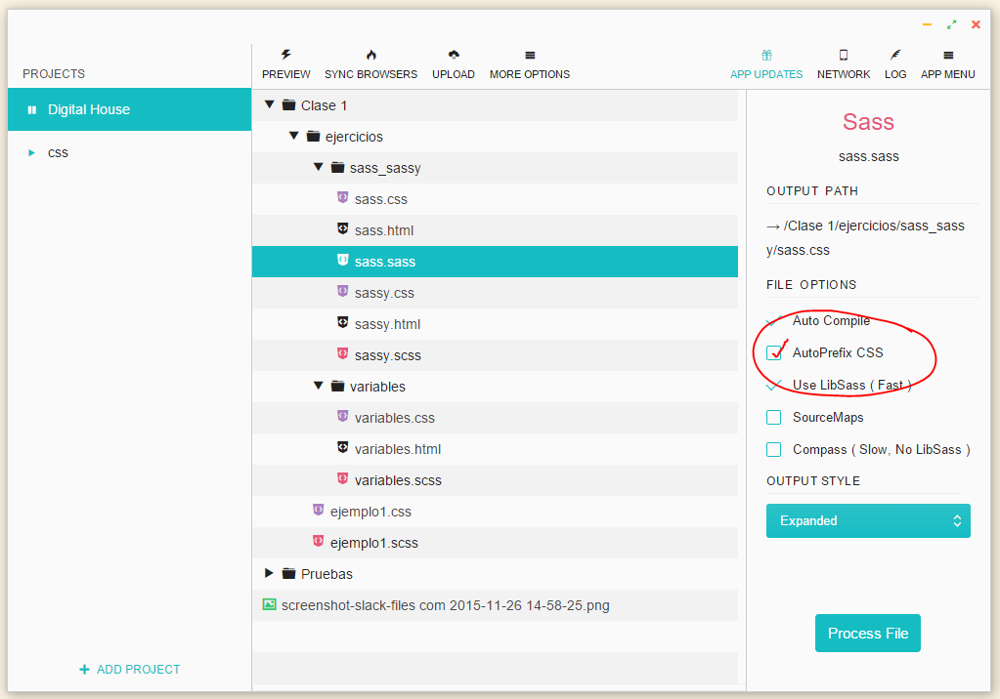 PROJECTS
Digital House
css
PREVIEW
SYNC BROWSERS
UPLOAD
MORE OPTIONS
APP UPDATES
NETWORK
LOG
APP MENU
Clase 1
ejercicios
sass_sassy
sass.css
sass.html
sass.sass
sassy.css
sassy.html
sassy.scss
variables
variables.css
variables.html
variables.scss
ejemplo1.css
ejemplo1.scss
Pruebas
screenshot-slack-files com 2015-11-26 14-58-25.png
+ ADD PROJECT
Sass
sass.sass
OUTPUT PATH
→ /Clase 1/ejercicios/sass_sass
y/sass.css
FILE OPTIONS
Auto Compile
AutoPrefix CSS
Use LibSass ( Fast )
SourceMaps
Compass ( Slow, No LibSass )
OUTPUT STYLE
Expanded
Process File